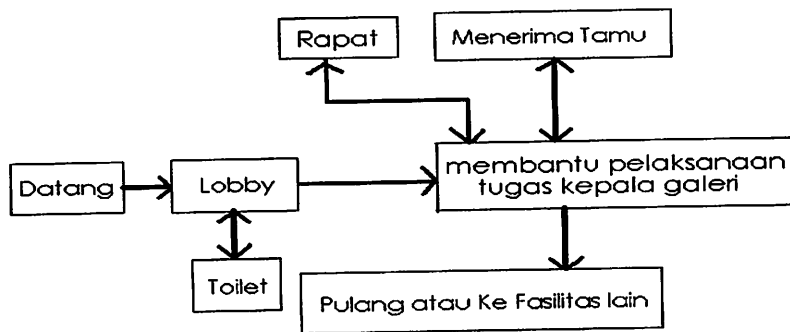 Rapat
Menerima Tamu
Datang
Lobby
membantu pelaksanaan
tugas kepala galeri
Toilet
Pulang atau Ke Fasilitas lain